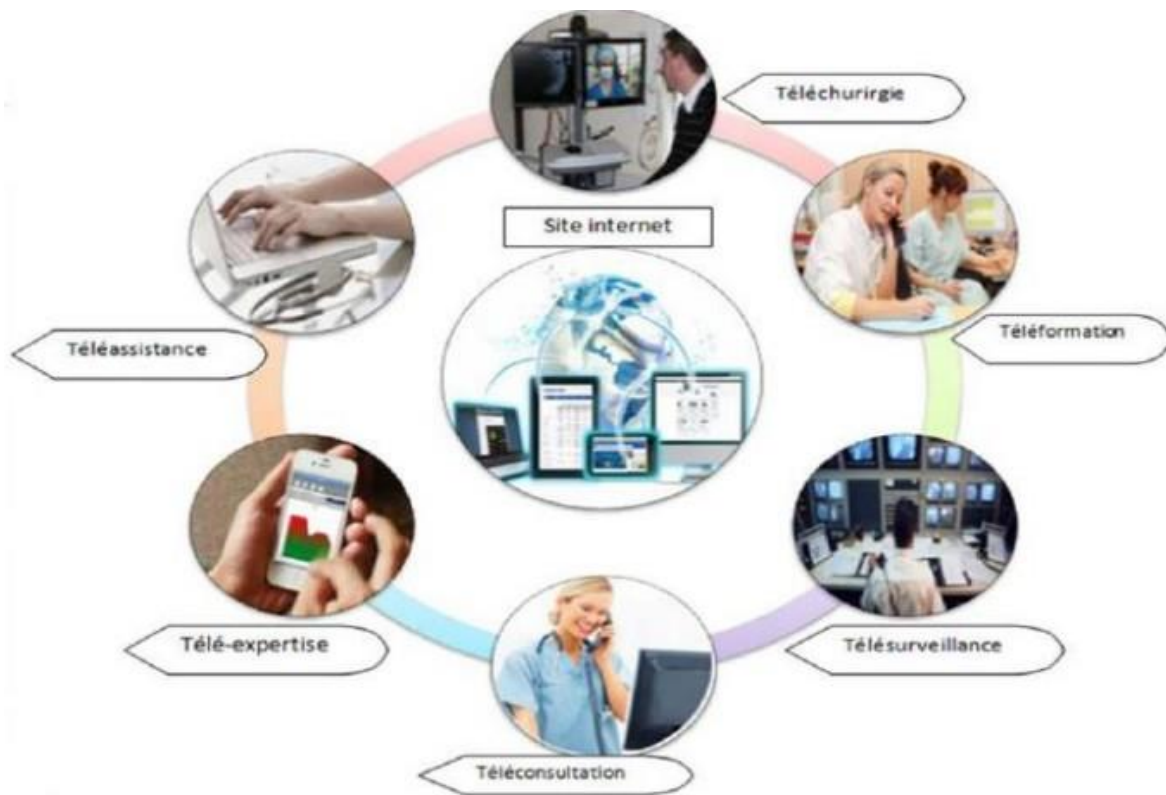 Téléchurirgie
Site internet
Téléformation
Téléassistance
Télé-expertise
Télésurveillance
Téléconsultation